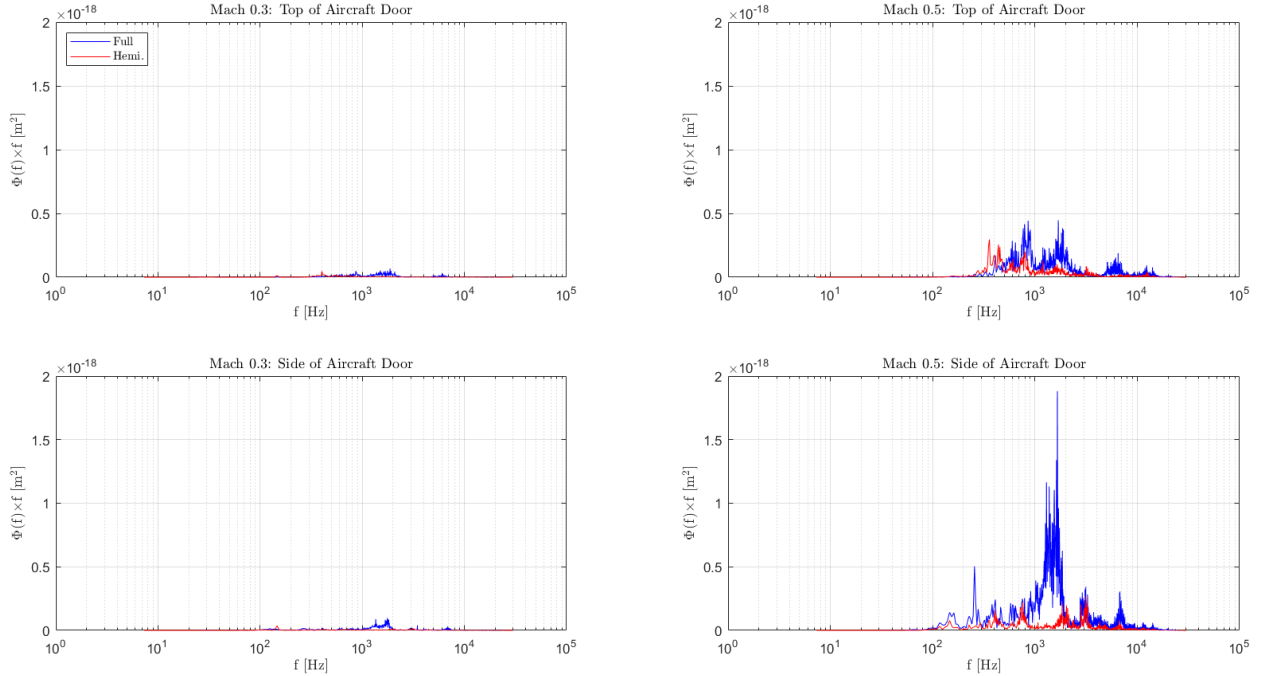 Mach 0.3: Top of Aircraft Door
×10⁻¹⁸
2
1.5
1
0.5
0
Φ(f)×f [m²]
Full
Hemi.
10⁰ 10¹ 10² 10³ 10⁴ 10⁵
f [Hz]
Mach 0.5: Top of Aircraft Door
×10⁻¹⁸
2
1.5
1
0.5
0
Φ(f)×f [m²]
10⁰ 10¹ 10² 10³ 10⁴ 10⁵
f [Hz]
Mach 0.3: Side of Aircraft Door
×10⁻¹⁸
2
1.5
1
0.5
0
Φ(f)×f [m²]
10⁰ 10¹ 10² 10³ 10⁴ 10⁵
f [Hz]
Mach 0.5: Side of Aircraft Door
×10⁻¹⁸
2
1.5
1
0.5
0
Φ(f)×f [m²]
10⁰ 10¹ 10² 10³ 10⁴ 10⁵
f [Hz]